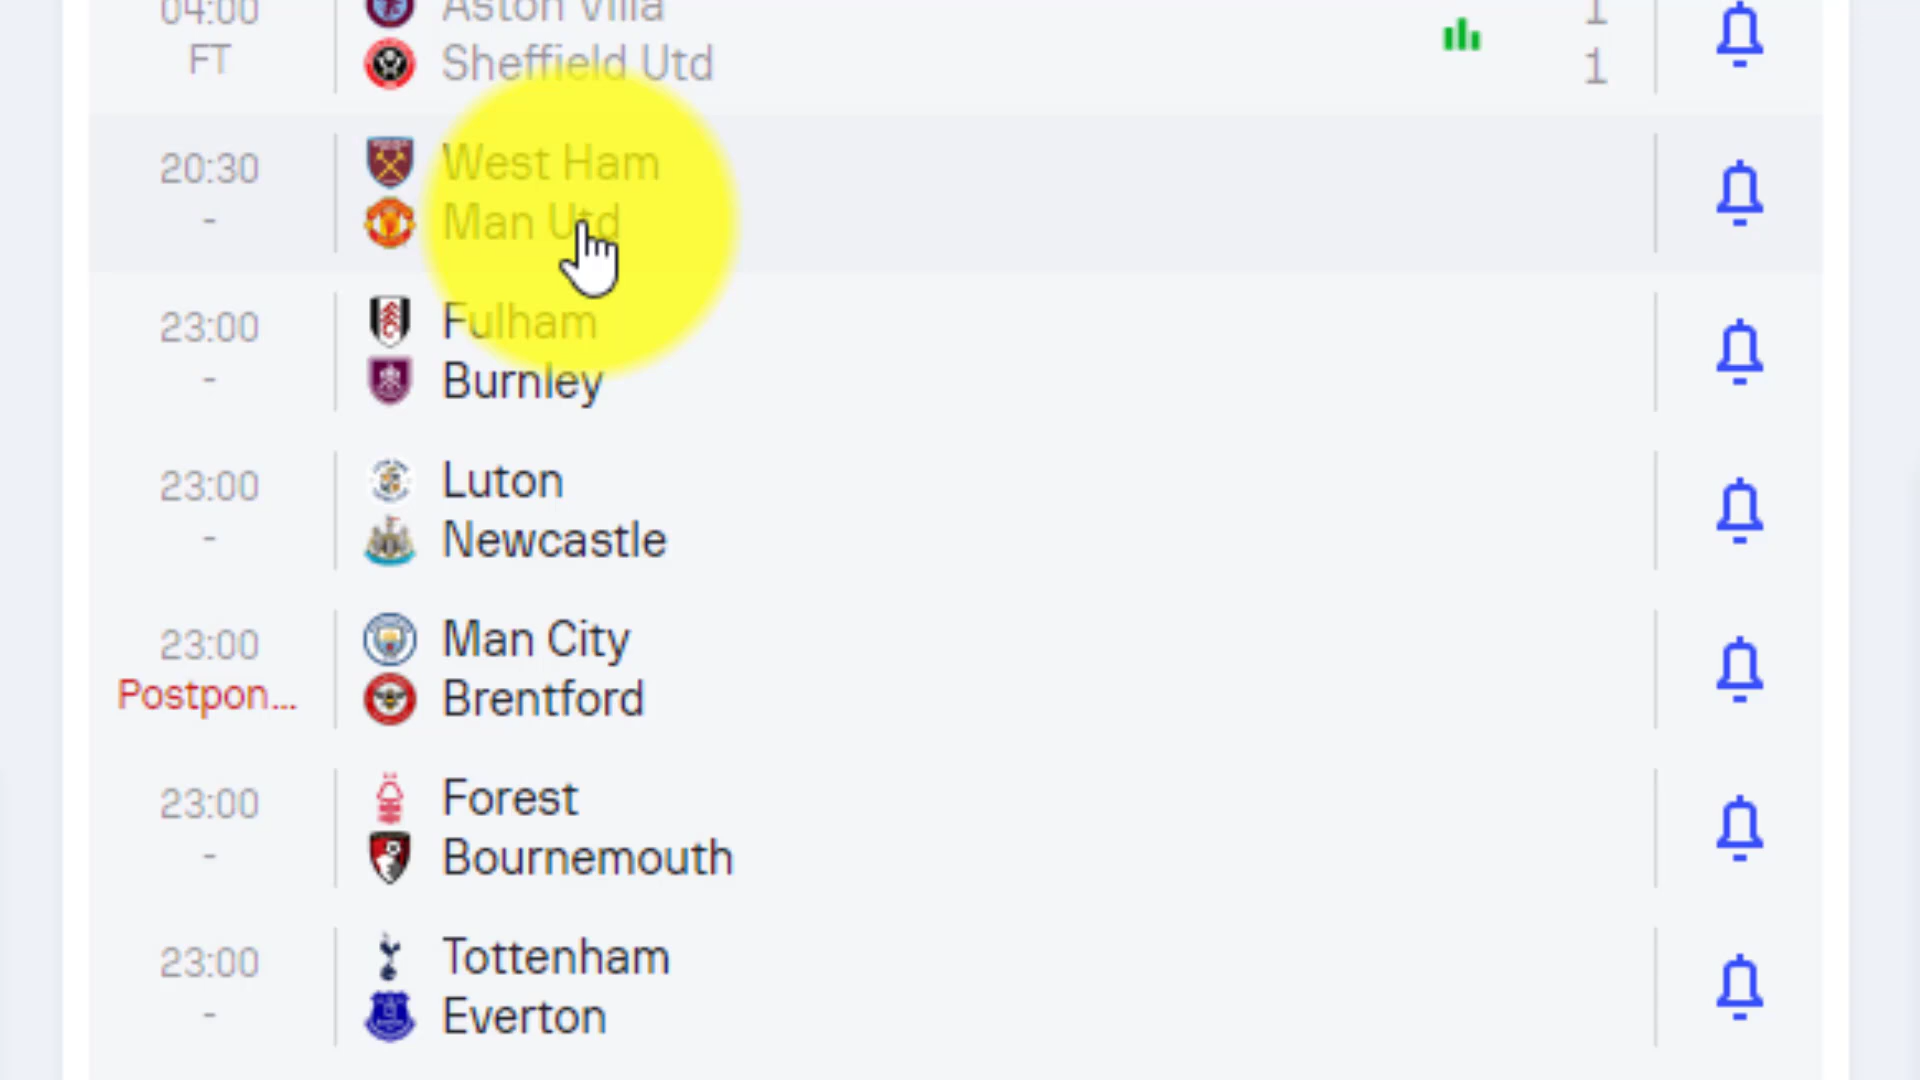 04:00
Aston Villa
1
FT
Sheffield Utd
1
20:30
West Ham
-
Man Utd
23:00
Fulham
-
Burnley
23:00
Luton
-
Newcastle
23:00
Man City
Postpon...
Brentford
23:00
Forest
-
Bournemouth
23:00
Tottenham
-
Everton